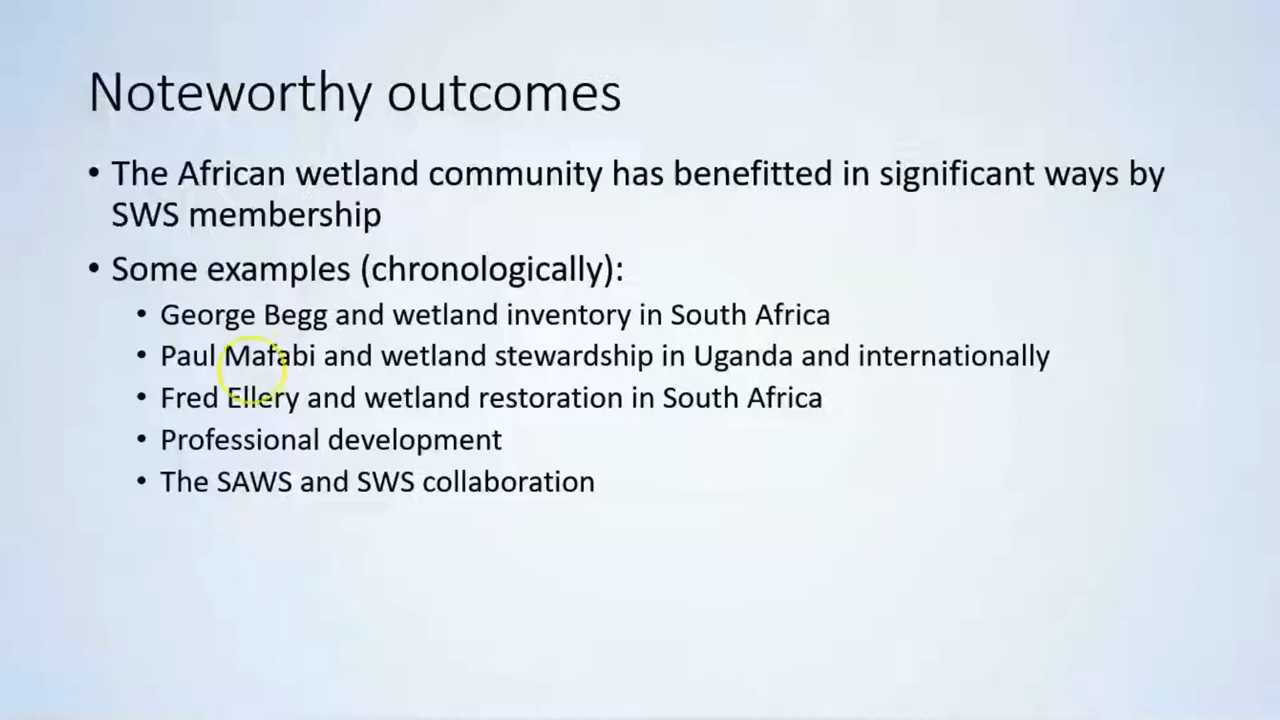 Noteworthy outcomes
• The African wetland community has benefitted in significant ways by
SWS membership
• Some examples (chronologically):
• George Begg and wetland inventory in South Africa
• Paul Mafabi and wetland stewardship in Uganda and internationally
• Fred Ellery and wetland restoration in South Africa
• Professional development
• The SAWS and SWS collaboration